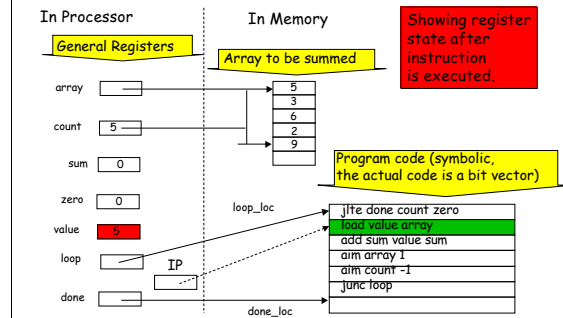 In Processor
In Memory
Showing register
state after
instruction
is executed.
General Registers
Array to be summed
array
5
3
6
2
9
count
5
sum
0
zero
0
value
5
loop
IP
done
loop_loc
done_loc
Program code (symbolic,
the actual code is a bit vector)
jlte done count zero
load value array
add sum value sum
aim array 1
aim count -1
junc loop